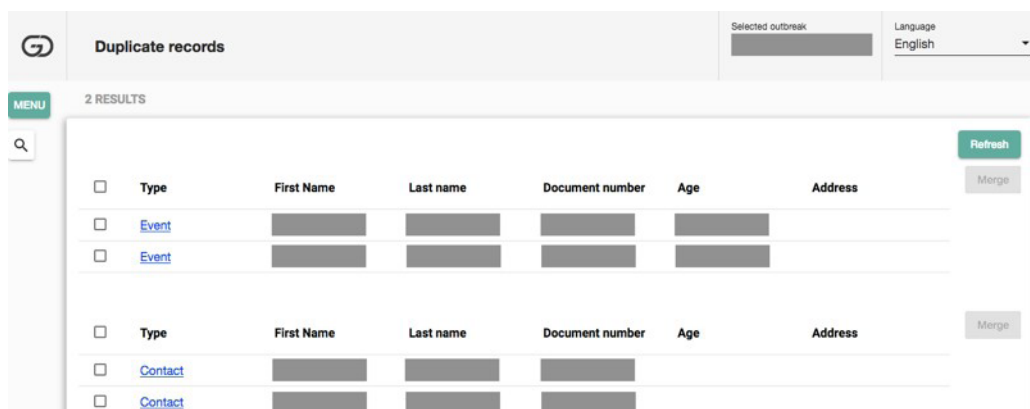 Duplicate records
Selected outbreak
Language
English
MENU
2 RESULTS
Refresh
Merge
Type First Name Last name Document number Age Address
Event
Event
Merge
Type First Name Last name Document number Age Address
Contact
Contact